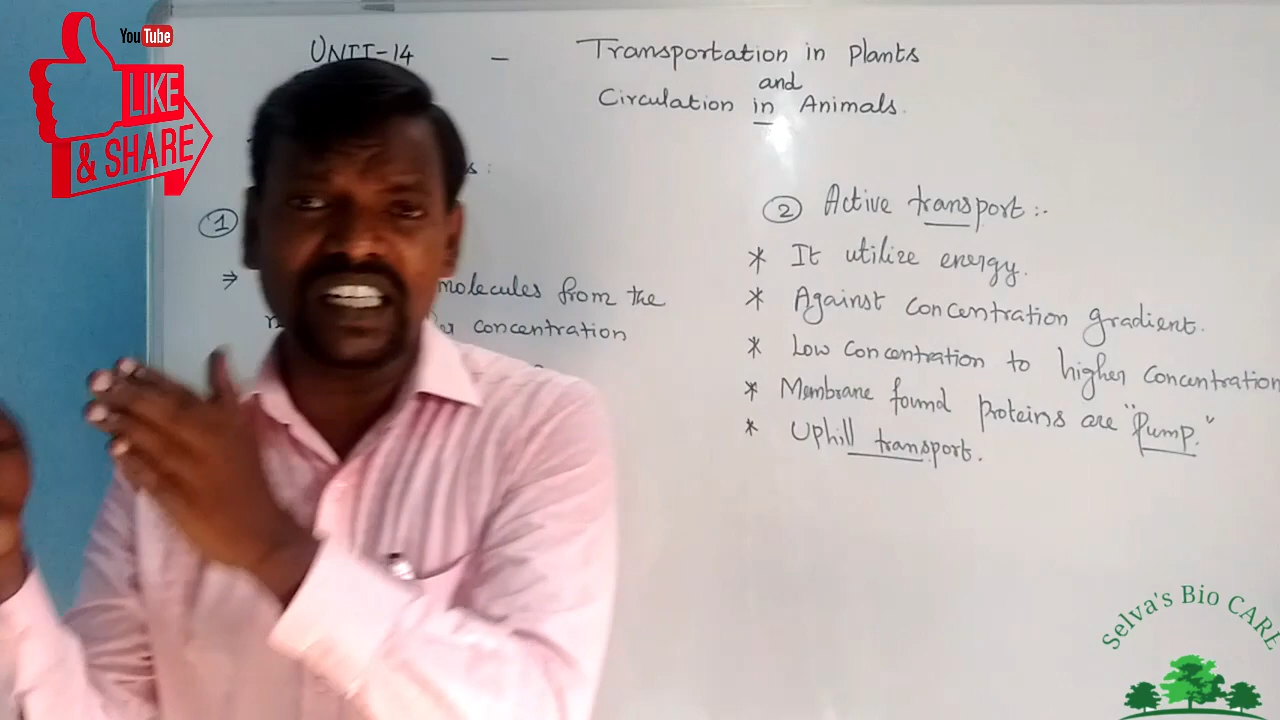 YouTube
LIKE
& SHARE
UNIT-14 - Transportation in Plants
and
Circulation in Animals.
①
⇒ molecules from the
concentration
② Active transport :-
* It utilize energy.
* Against concentration gradient.
* Low concentration to higher concentration
* Membrane found proteins are "Pump."
* Uphill transport.
Selva's Bio CARE